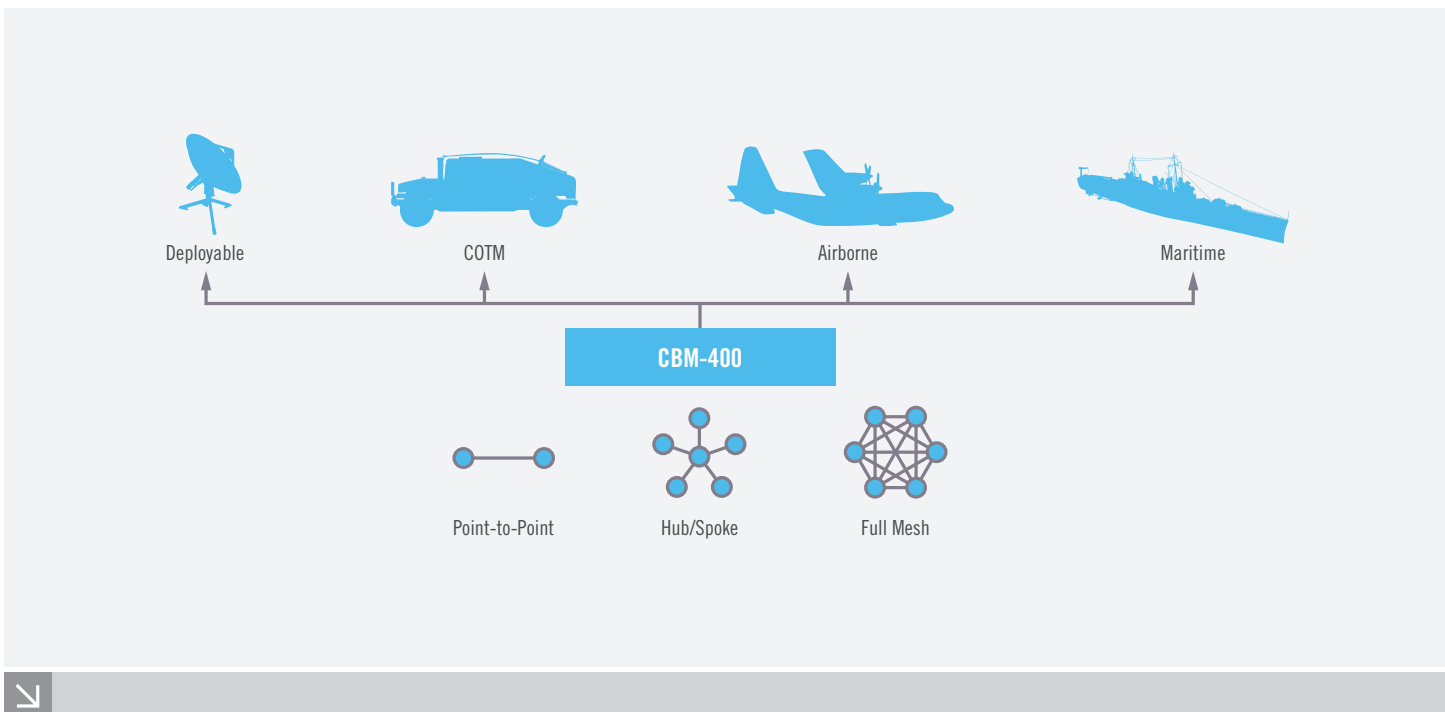 Deployable
COTM
Airborne
Maritime
CBM-400
Point-to-Point
Hub/Spoke
Full Mesh